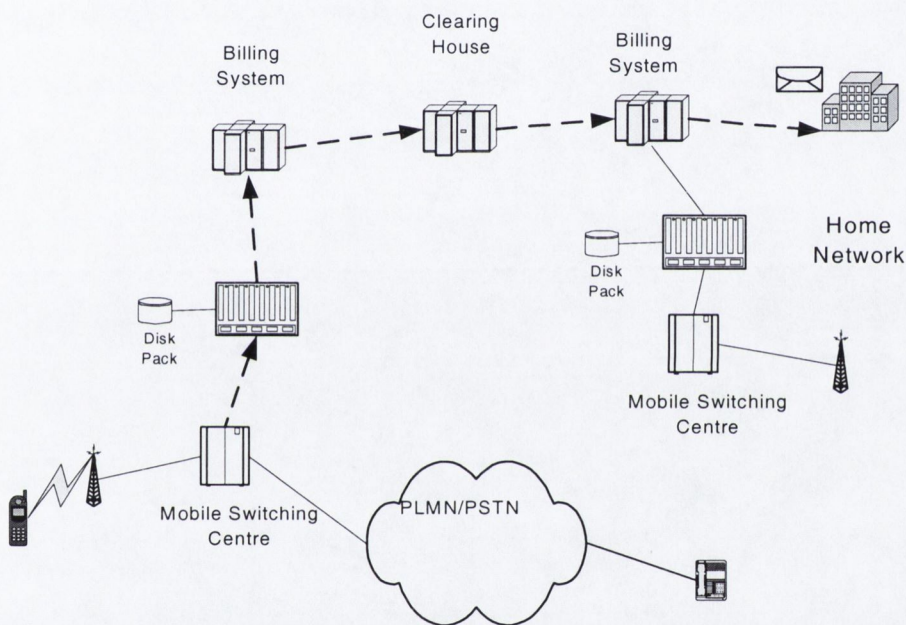 Clearing
House
Billing
System
Billing
System
Home
Network
Disk
Pack
Disk
Pack
Mobile Switching
Centre
Mobile Switching
Centre
PLMN/PSTN